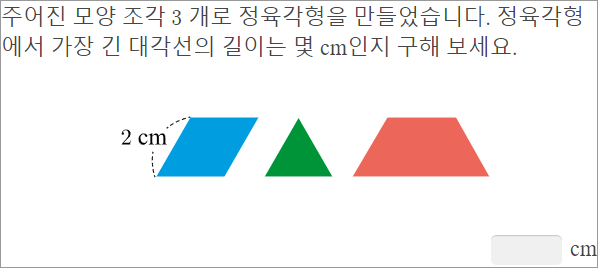 주어진 모양 조각 3 개로 정육각형을 만들었습니다. 정육각형
에서 가장 긴 대각선의 길이는 몇 cm인지 구해 보세요.
2 cm
cm